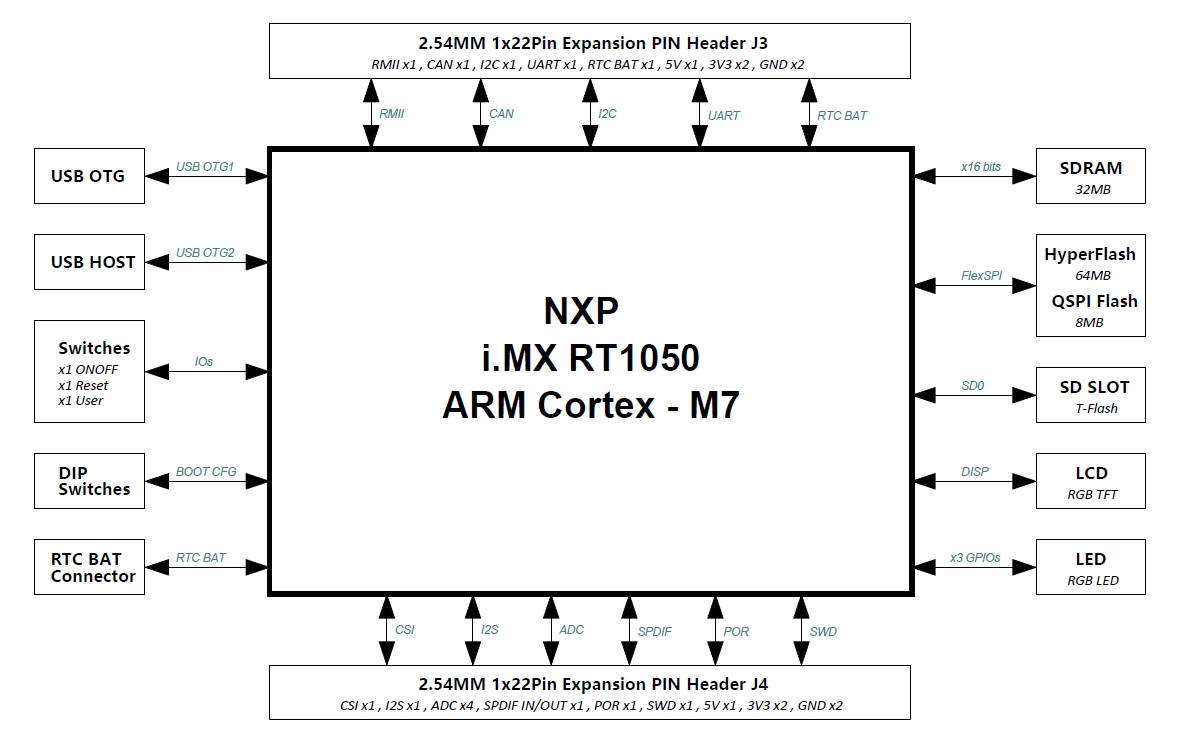 2.54MM 1x22Pin Expansion PIN Header J3
RMII x1 , CAN x1 , I2C x1 , UART x1 , RTC BAT x1 , 5V x1 , 3V3 x2 , GND x2
RMII
CAN
I2C
UART
RTC BAT
USB OTG
USB OTG1
USB HOST
USB OTG2
Switches
x1 ONOFF
x1 Reset
x1 User
IOs
DIP
Switches
BOOT CFG
RTC BAT
Connector
RTC BAT
NXP
i.MX RT1050
ARM Cortex - M7
x16 bits
SDRAM
32MB
FlexSPI
HyperFlash
64MB
QSPI Flash
8MB
SD0
SD SLOT
T-Flash
DISP
LCD
RGB TFT
x3 GPIOs
LED
RGB LED
CSI
I2S
ADC
SPDIF
POR
SWD
2.54MM 1x22Pin Expansion PIN Header J4
CSI x1 , I2S x1 , ADC x4 , SPDIF IN/OUT x1 , POR x1 , SWD x1 , 5V x1 , 3V3 x2 , GND x2